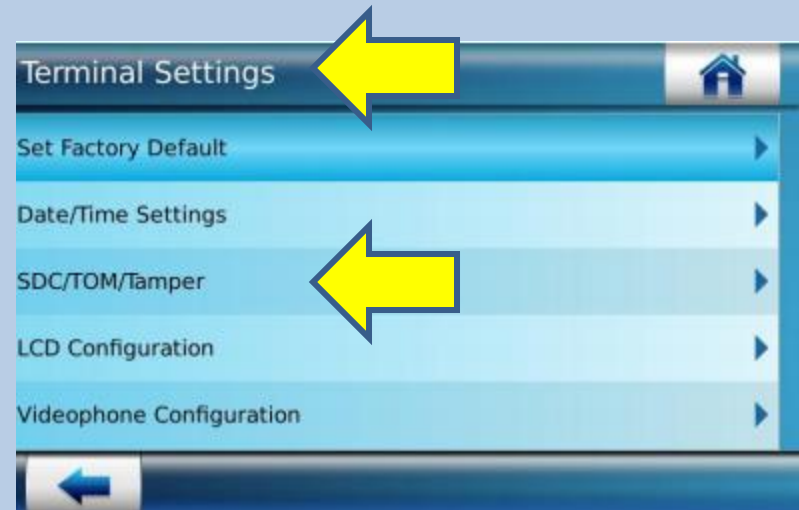 Terminal Settings
Set Factory Default
Date/Time Settings
SDC/TOM/Tamper
LCD Configuration
Videophone Configuration